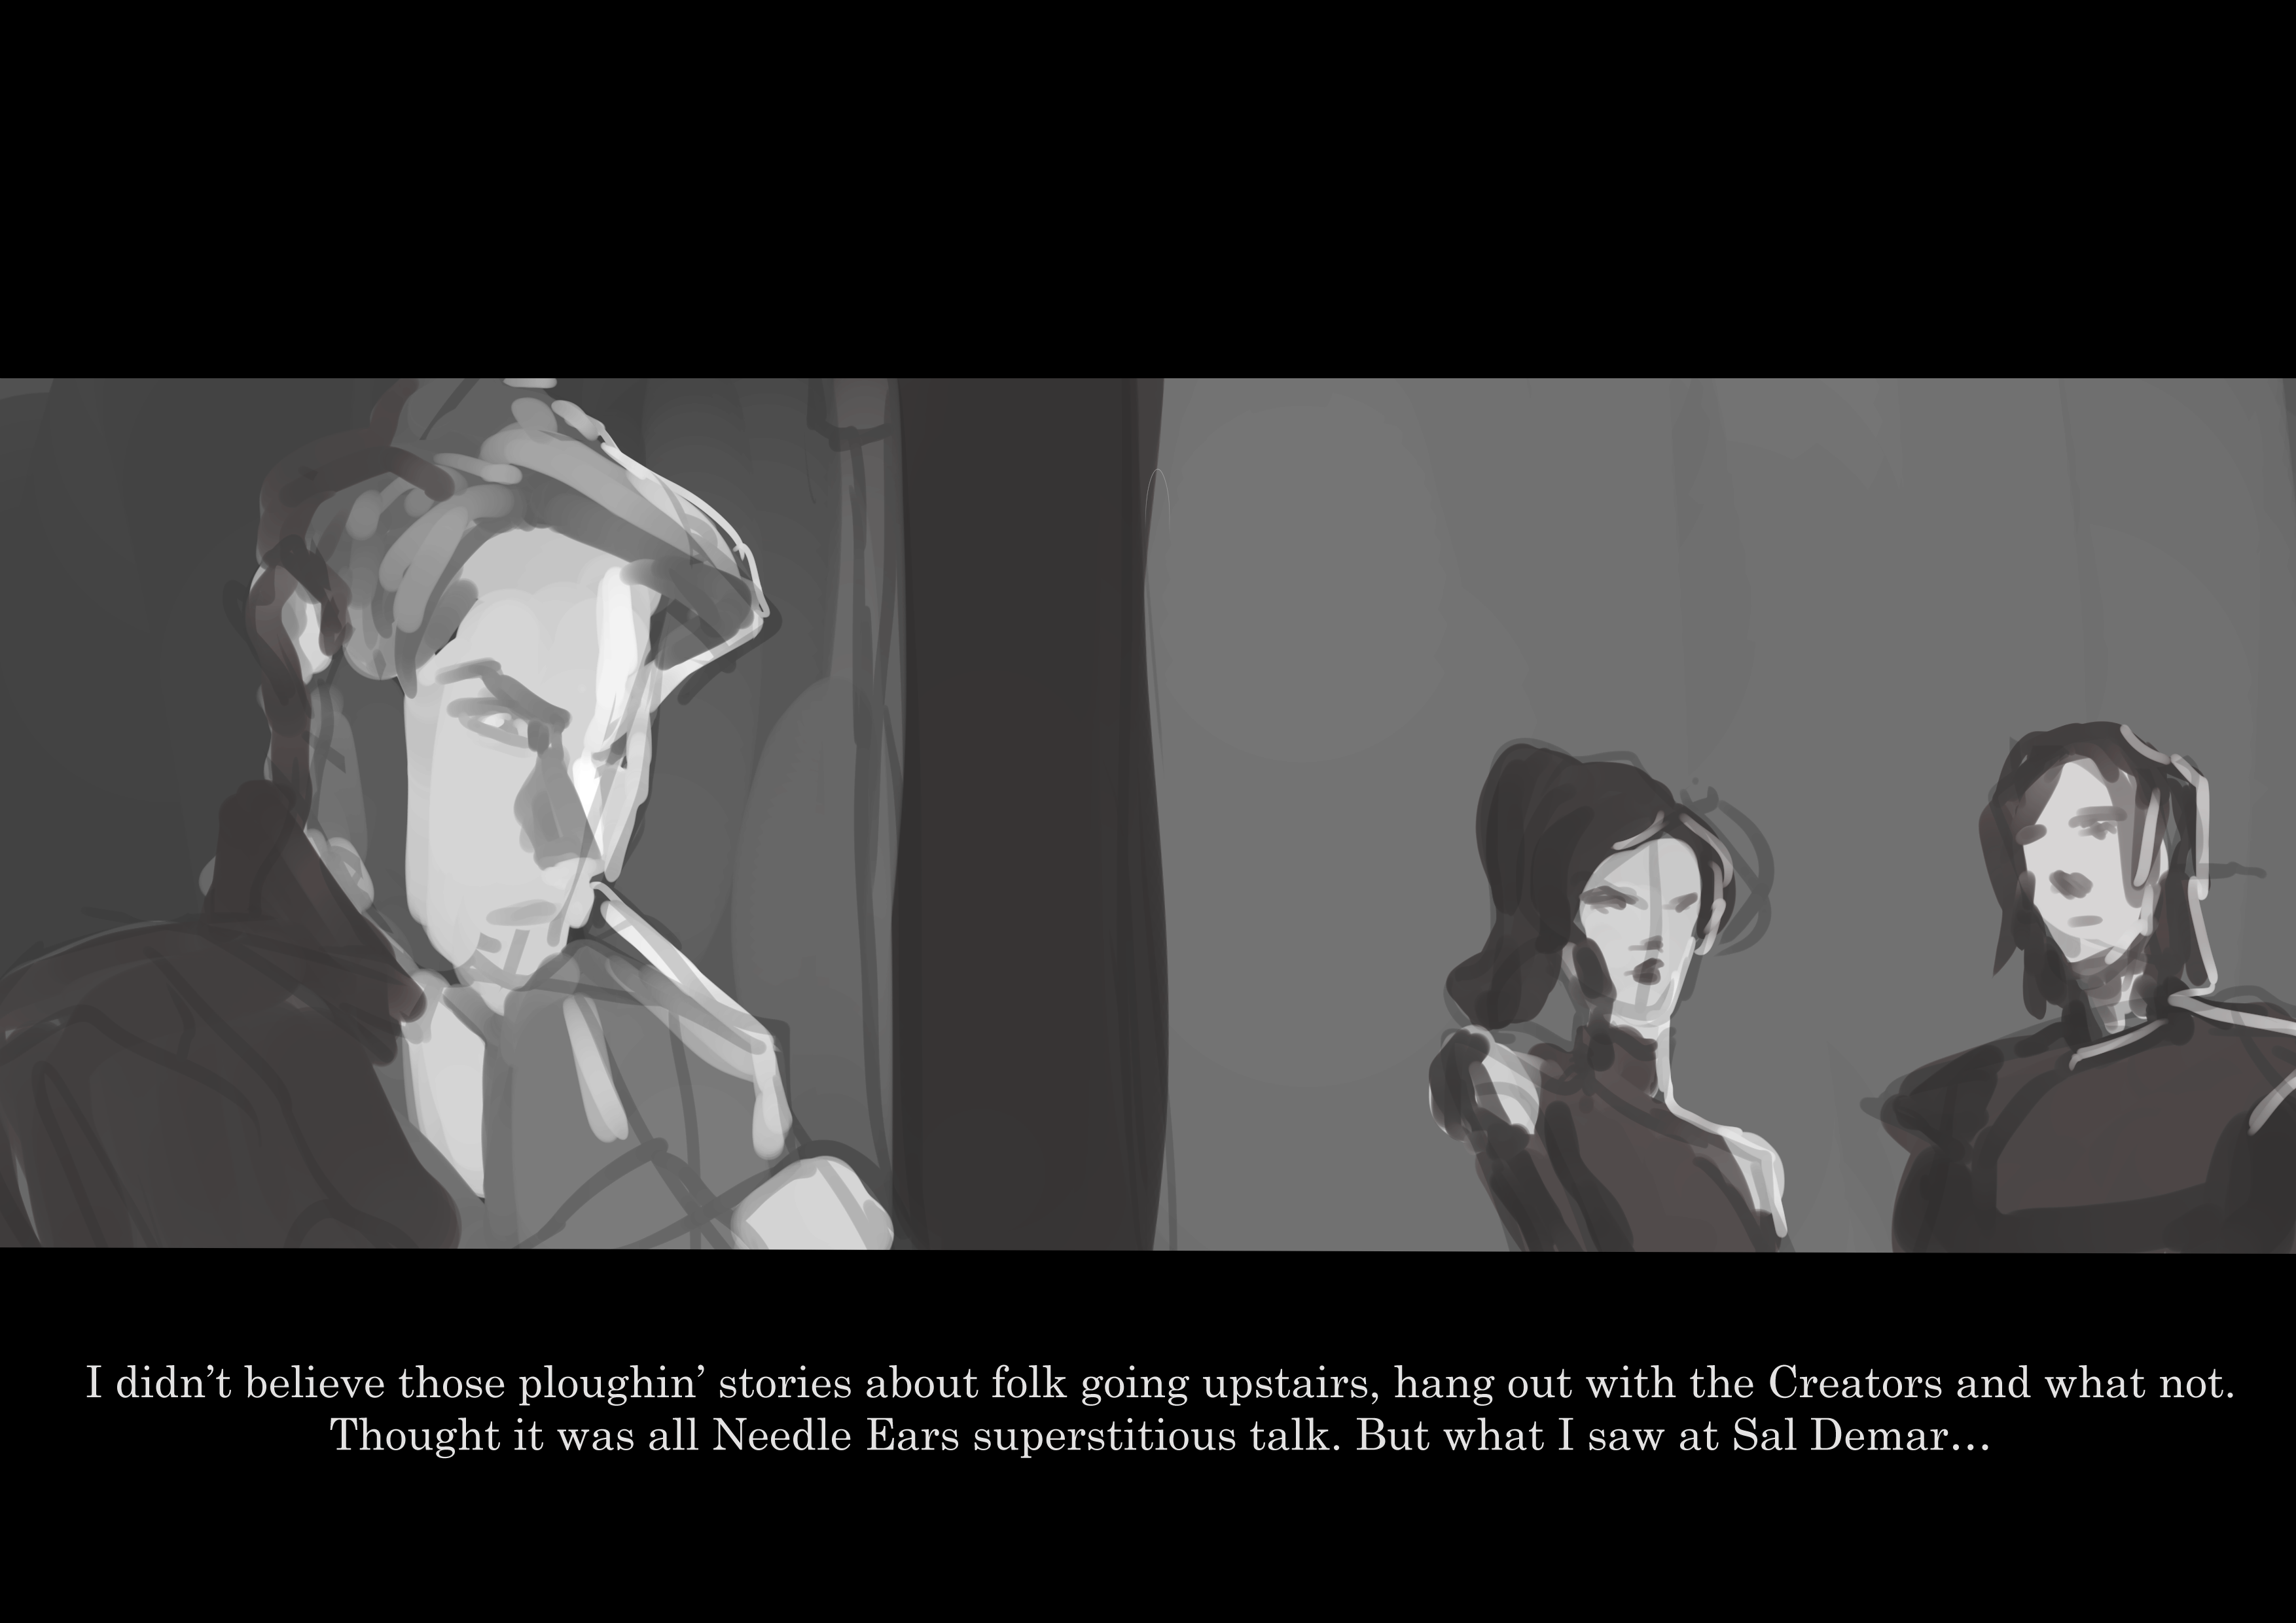 I didn’t believe those ploughin’ stories about folk going upstairs, hang out with the Creators and what not.
Thought it was all Needle Ears superstitious talk. But what I saw at Sal Demar...